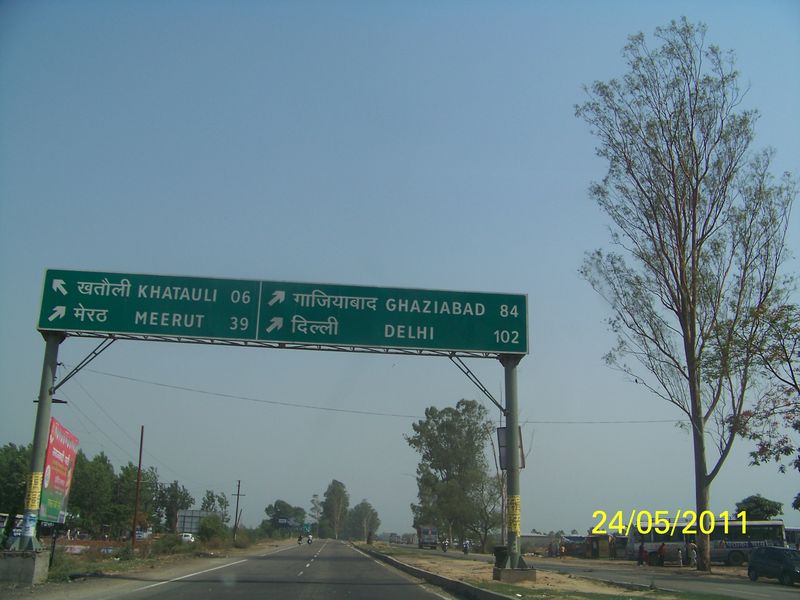 खतौली KHATAULI 06
मेरठ MEERUT 39
गाजियाबाद GHAZIABAD 84
दिल्ली DELHI 102
24/05/2011